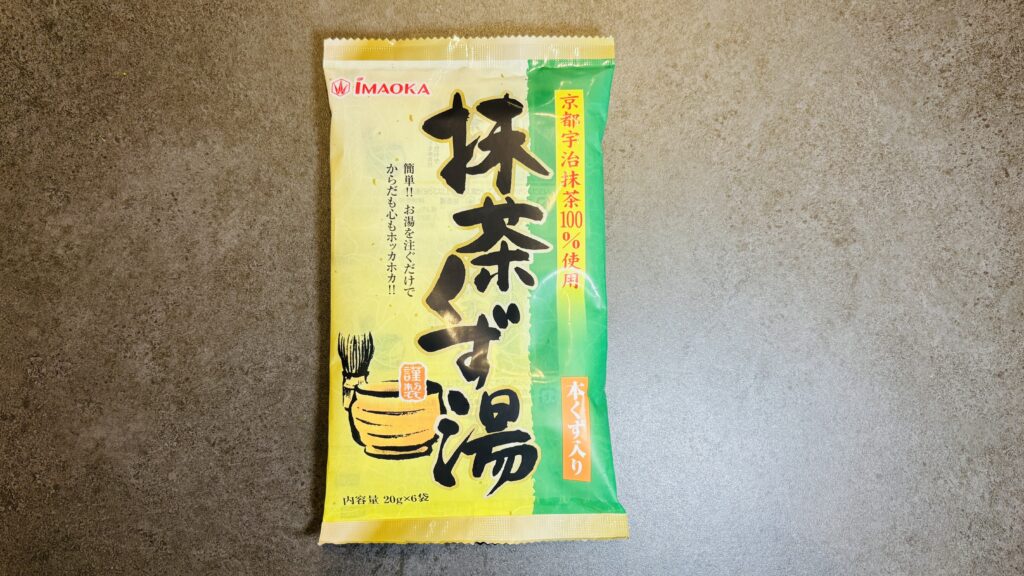 IMAOKA
京都宇治抹茶100%使用
抹茶くず湯
簡単!! お湯を注ぐだけで
からだも心もホッカホカ!!
本くず入り
内容量 20g×6袋